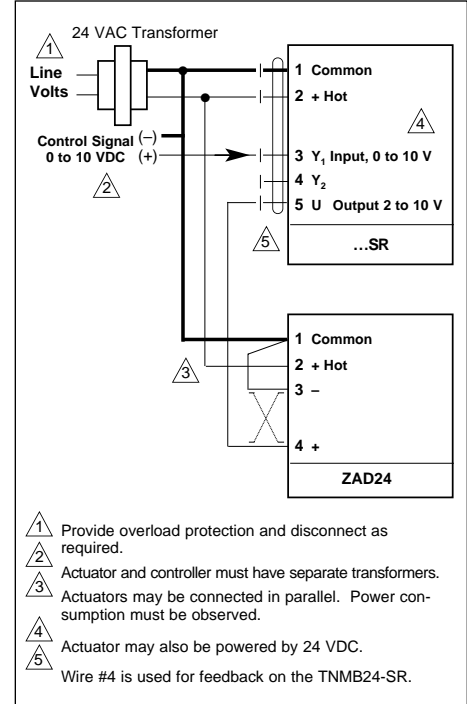 24 VAC Transformer
1
Line
Volts
1 Common
2 + Hot
4
Control Signal (–)
0 to 10 VDC (+)
2
3 Y₁ Input, 0 to 10 V
4 Y₂
5 U Output 2 to 10 V
5
...SR
1 Common
2 + Hot
3
3 –
4 +
ZAD24
1 Provide overload protection and disconnect as
2 required.
Actuator and controller must have separate transformers.
3 Actuators may be connected in parallel. Power con-
sumption must be observed.
4
Actuator may also be powered by 24 VDC.
5
Wire #4 is used for feedback on the TNMB24-SR.